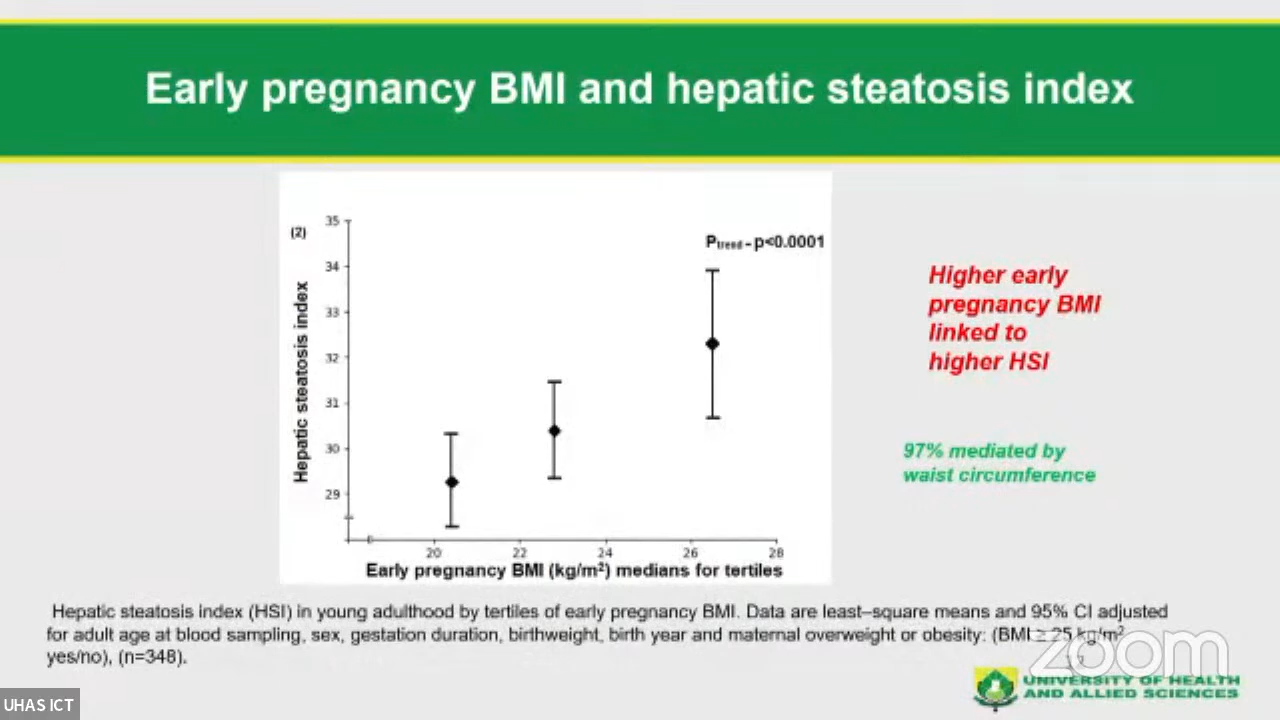 Early pregnancy BMI and hepatic steatosis index
(2)
35
34
33
32
31
30
29
Hepatic steatosis index
Ptrend - p<0.0001
20 22 24 26 28
Early pregnancy BMI (kg/m²) medians for tertiles
Higher early
pregnancy BMI
linked to
higher HSI
97% mediated by
waist circumference
Hepatic steatosis index (HSI) in young adulthood by tertiles of early pregnancy BMI. Data are least–square means and 95% CI adjusted
for adult age at blood sampling, sex, gestation duration, birthweight, birth year and maternal overweight or obesity: (BMI ≥ 25 kg/m²
yes/no), (n=348).
zoom
UNIVERSITY OF HEALTH
AND ALLIED SCIENCES
UHAS ICT